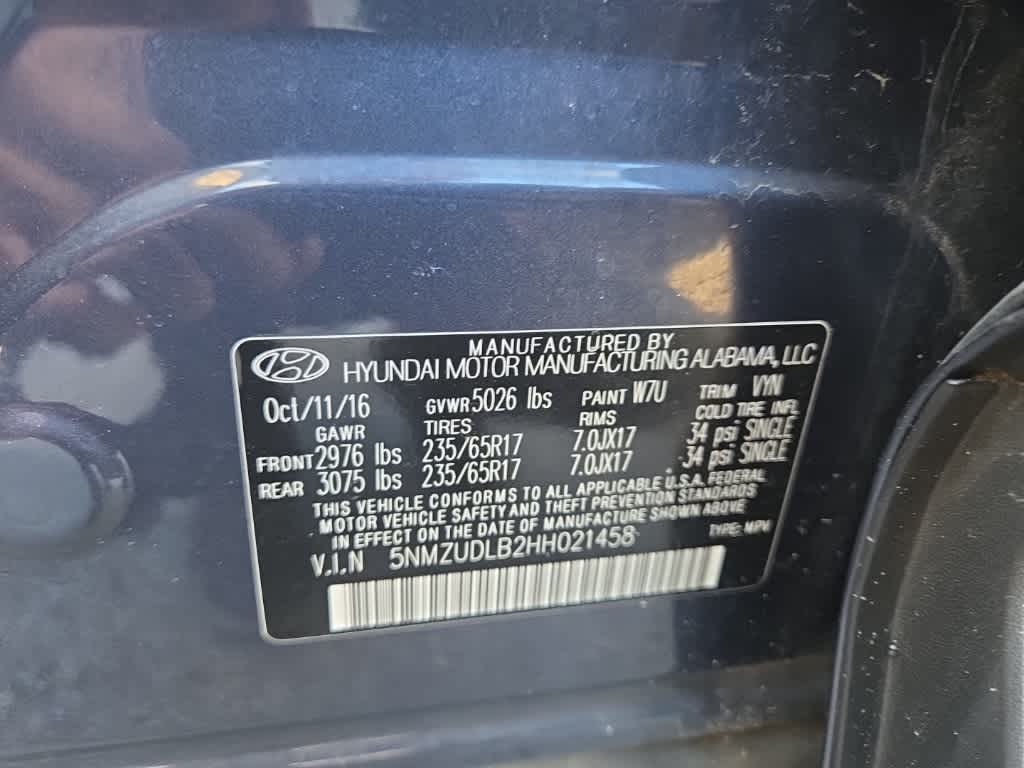 MANUFACTURED BY
HYUNDAI MOTOR MANUFACTURING ALABAMA, LLC
Oct/11/16 GVWR 5026 lbs PAINT W7U TRIM VYN
GAWR TIRES RIMS COLD TIRE INFL
FRONT 2976 lbs 235/65R17 7.0JX17 34 psi SINGLE
REAR 3075 lbs 235/65R17 7.0JX17 34 psi SINGLE
THIS VEHICLE CONFORMS TO ALL APPLICABLE U.S.A. FEDERAL
MOTOR VEHICLE SAFETY AND THEFT PREVENTION STANDARDS
IN EFFECT ON THE DATE OF MANUFACTURE SHOWN ABOVE
V.I.N 5NMZUDLB2HH021458 TYPE: MPV